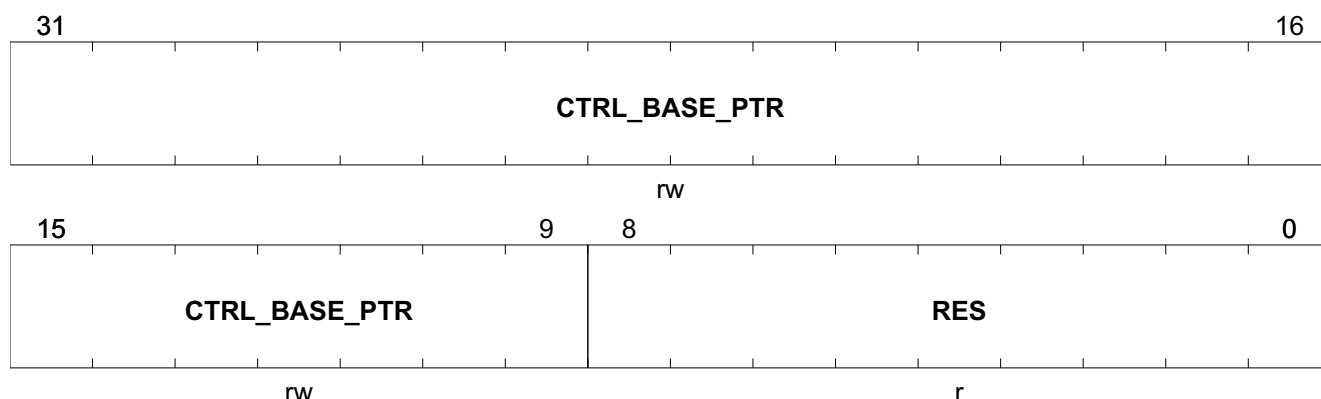 31 16
CTRL_BASE_PTR
rw
15 9 8 0
CTRL_BASE_PTR RES
rw r